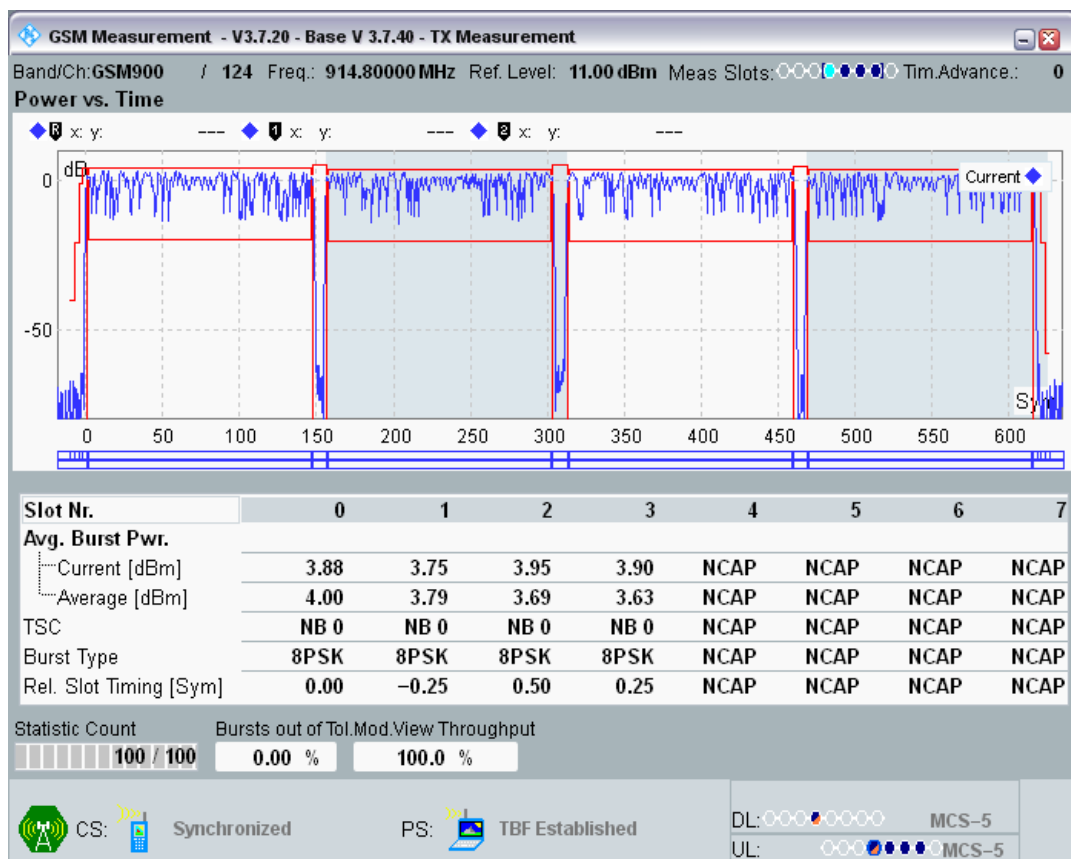 GSM Measurement - V3.7.20 - Base V 3.7.40 - TX Measurement
Band/Ch:GSM900 / 124 Freq.: 914.80000 MHz Ref. Level: 11.00 dBm Meas Slots: Tim.Advance.: 0
Power vs. Time
R x: y: --- 1 x: y: --- 2 x: y: ---
dB
Current
0
-50
Sym
0 50 100 150 200 250 300 350 400 450 500 550 600
Slot Nr. 0 1 2 3 4 5 6 7
Avg. Burst Pwr.
Current [dBm] 3.88 3.75 3.95 3.90 NCAP NCAP NCAP NCAP
Average [dBm] 4.00 3.79 3.69 3.63 NCAP NCAP NCAP NCAP
TSC NB 0 NB 0 NB 0 NB 0 NCAP NCAP NCAP NCAP
Burst Type 8PSK 8PSK 8PSK 8PSK NCAP NCAP NCAP NCAP
Rel. Slot Timing [Sym] 0.00 −0.25 0.50 0.25 NCAP NCAP NCAP NCAP
Statistic Count Bursts out of Tol. Mod.View Throughput
100 / 100 0.00 % 100.0 %
CS: Synchronized PS: TBF Established
DL: MCS−5
UL: MCS−5